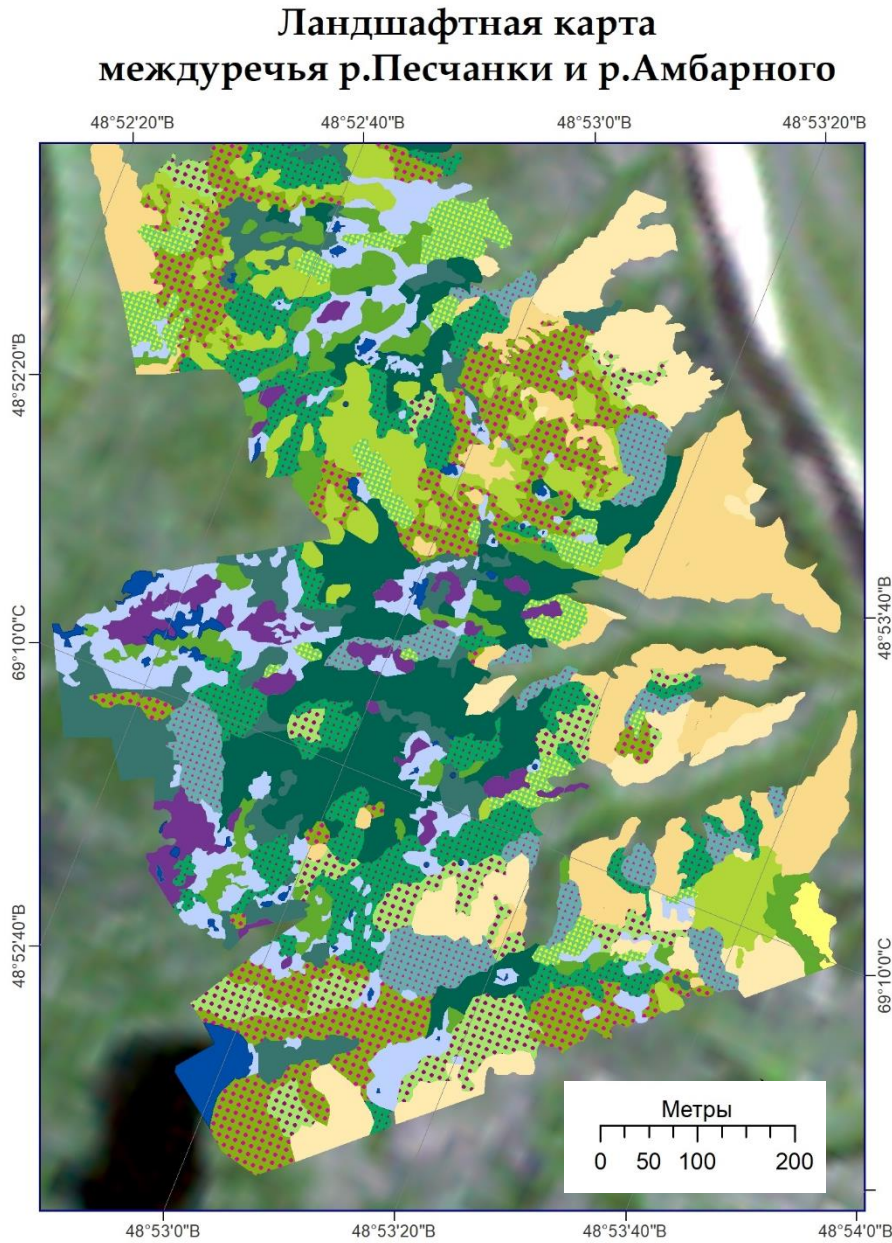 Ландшафтная карта
междуречья р.Песчанки и р.Амбарного
48°52'20"В 48°52'40"В 48°53'0"В 48°53'20"В
48°52'20"В
48°53'40"В
69°10'0"С
48°52'40"В
69°10'0"С
Метры
0 50 100 200
48°53'0"В 48°53'20"В 48°53'40"В 48°54'0"В